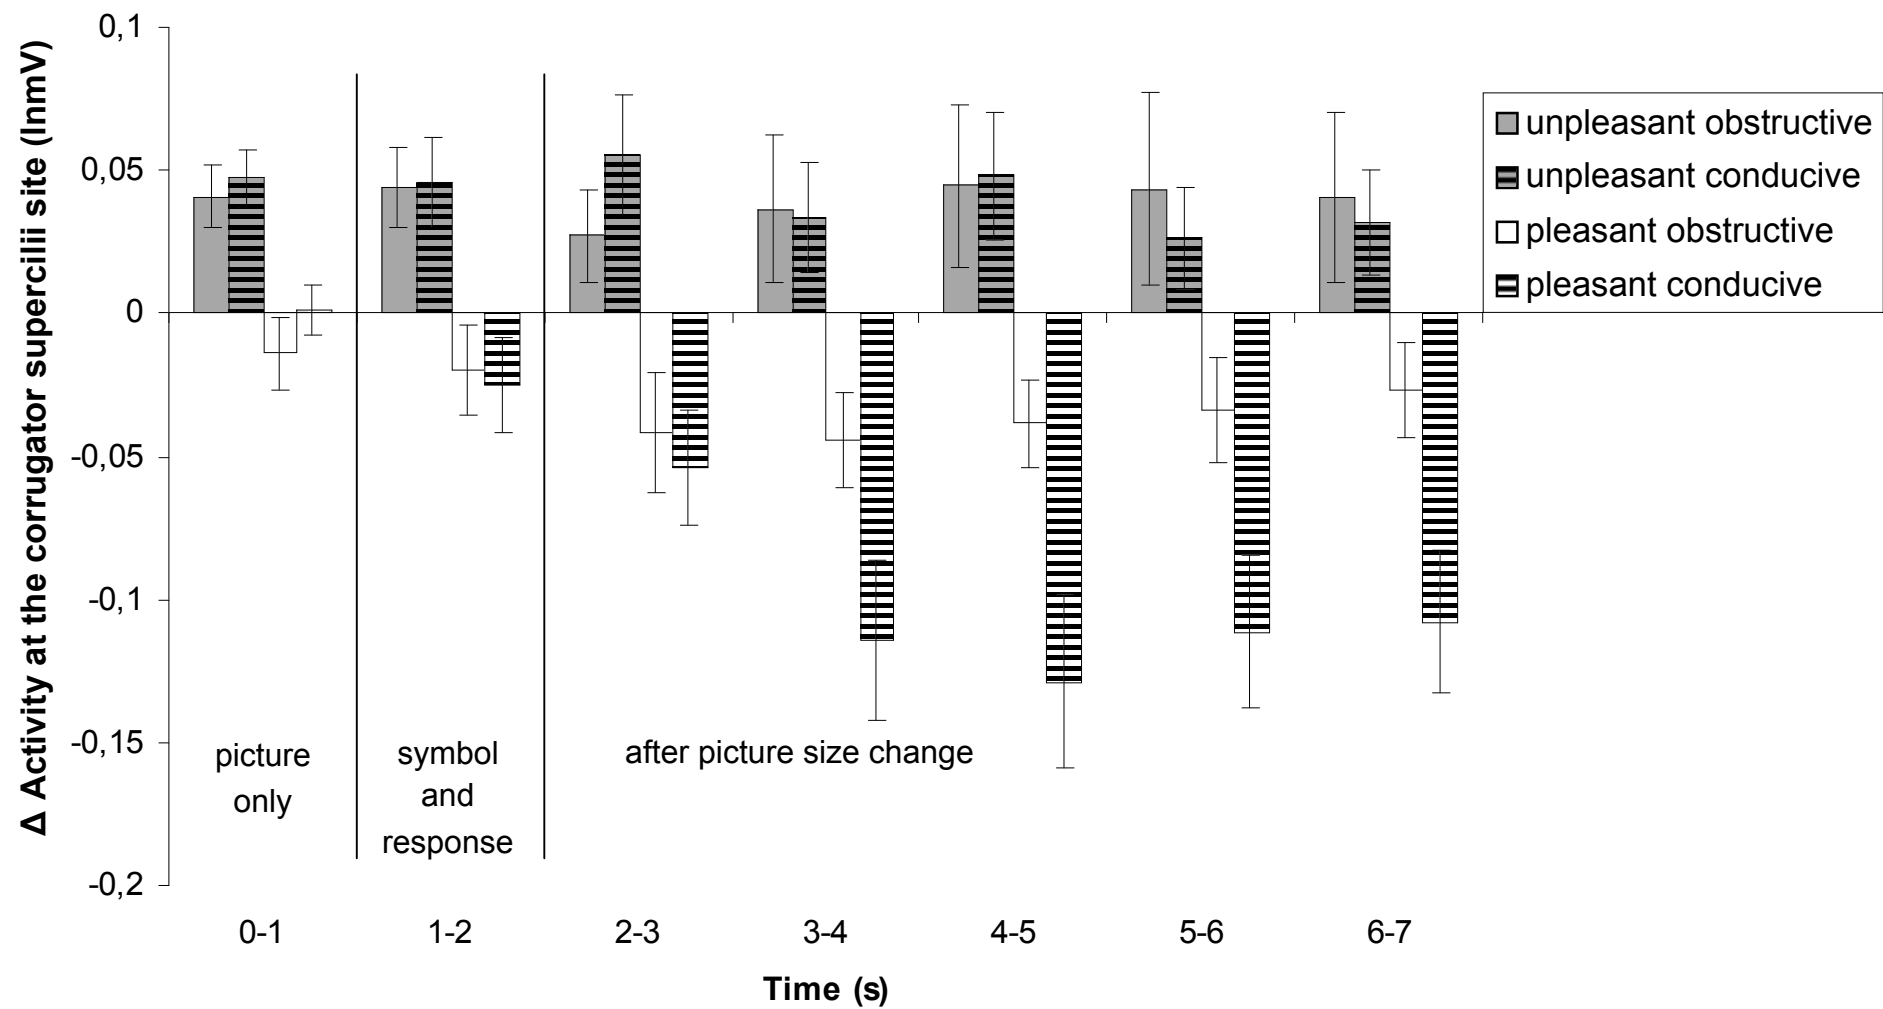 0,1
0,05
0
-0,05
-0,1
-0,15
-0,2
Δ Activity at the corrugator supercilii site (lnmV)
unpleasant obstructive
unpleasant conducive
pleasant obstructive
pleasant conducive
picture
only
symbol
and
response
after picture size change
0-1 1-2 2-3 3-4 4-5 5-6 6-7
Time (s)